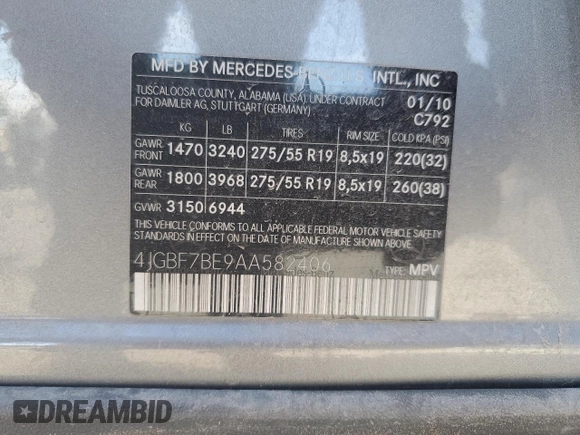 MFD BY MERCEDES-BENZ U.S. INTL., INC
TUSCALOOSA COUNTY, ALABAMA (USA), UNDER CONTRACT
FOR DAIMLER AG, STUTTGART (GERMANY)
01/10
C792
KG LB TIRES RIM SIZE COLD KPA (PSI)
GAWR FRONT 1470 3240 275/55 R19 8,5x19 220(32)
GAWR REAR 1800 3968 275/55 R19 8,5x19 260(38)
GVWR 3150 6944
THIS VEHICLE CONFORMS TO ALL APPLICABLE FEDERAL MOTOR VEHICLE SAFETY
STANDARDS IN EFFECT ON THE DATE OF MANUFACTURE SHOWN ABOVE.
4JGBF7BE9AA582406 TYPE: MPV
DREAMBID